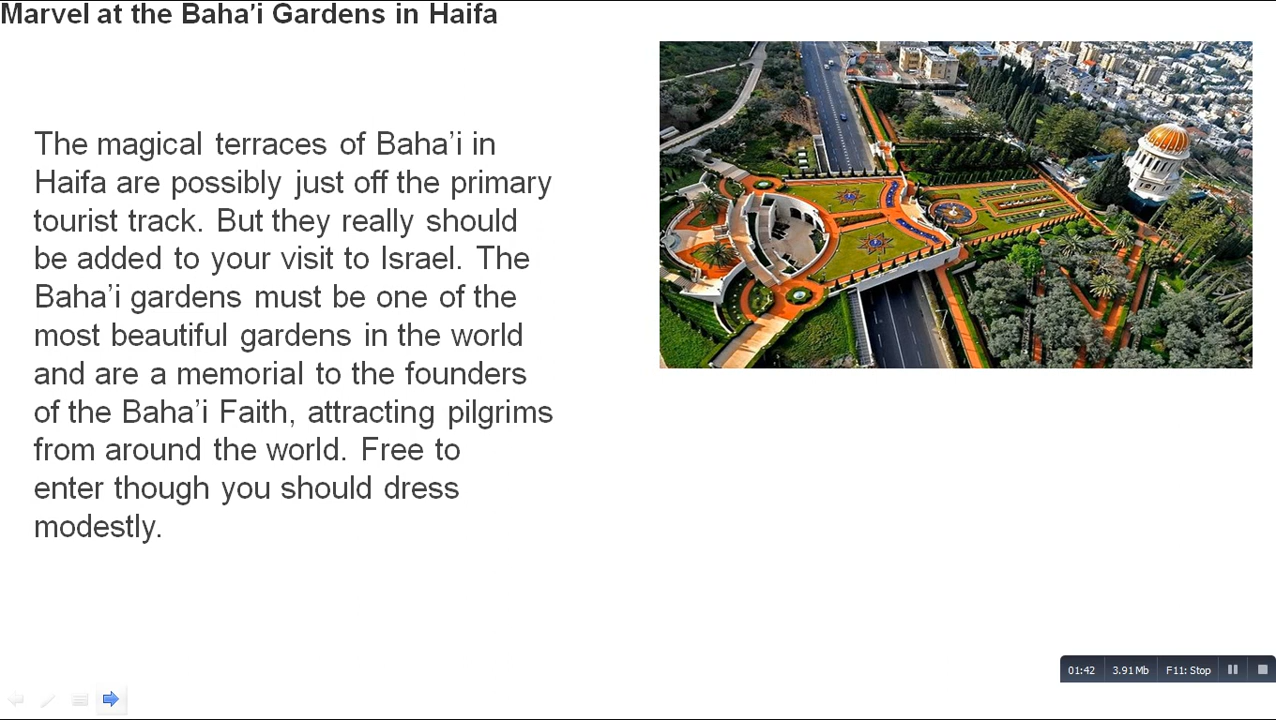 Marvel at the Baha'i Gardens in Haifa
The magical terraces of Baha’i in
Haifa are possibly just off the primary
tourist track. But they really should
be added to your visit to Israel. The
Baha’i gardens must be one of the
most beautiful gardens in the world
and are a memorial to the founders
of the Baha’i Faith, attracting pilgrims
from around the world. Free to
enter though you should dress
modestly.
01:42 3.91 Mb F11: Stop